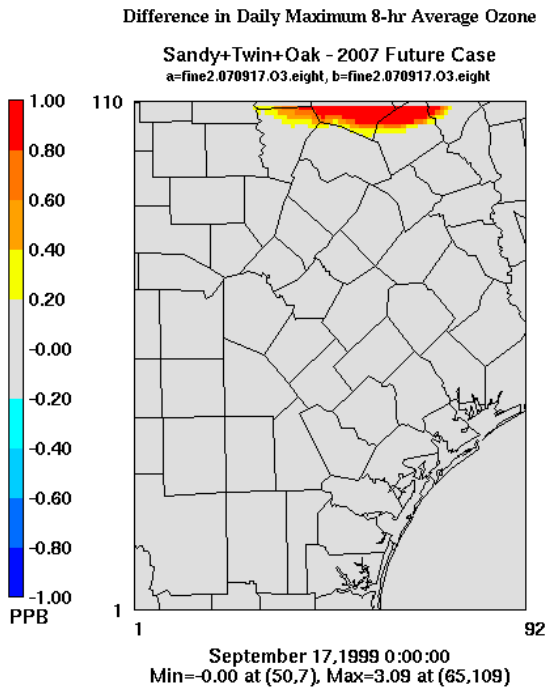 Difference in Daily Maximum 8-hr Average Ozone
Sandy+Twin+Oak - 2007 Future Case
a=fine2.070917.O3.eight, b=fine2.070917.O3.eight
1.00
0.80
0.60
0.40
0.20
-0.00
-0.20
-0.40
-0.60
-0.80
-1.00
PPB
110
1
1
92
September 17,1999 0:00:00
Min=-0.00 at (50,7), Max=3.09 at (65,109)